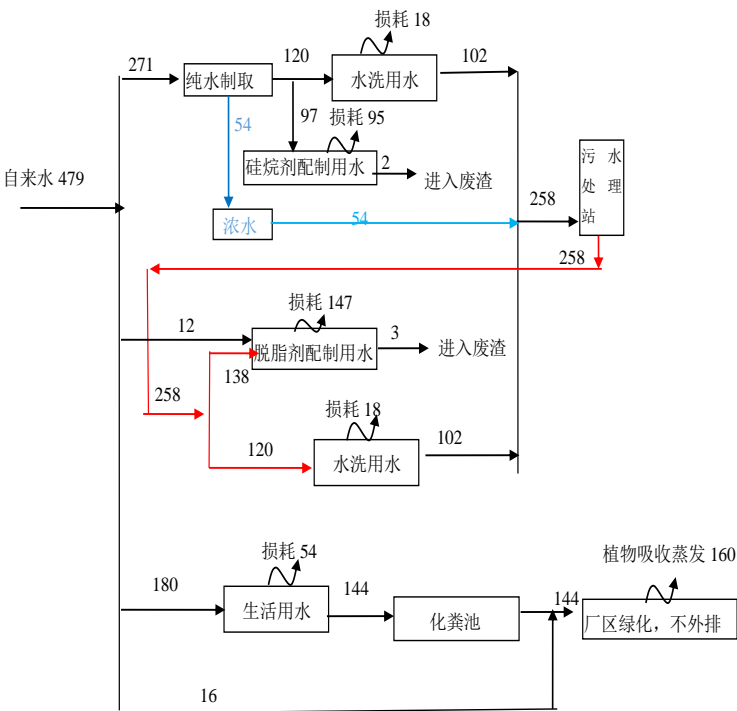 损耗 18
271
纯水制取
120
水洗用水
102
54
97
损耗 95
硅烷剂配制用水
2
进入废渣
污 水
处 理
站
自来水 479
浓水
54
258
258
损耗 147
12
脱脂剂配制用水
3
进入废渣
138
258
损耗 18
120
水洗用水
102
损耗 54
植物吸收蒸发 160
180
生活用水
144
化粪池
144
厂区绿化，不外排
16